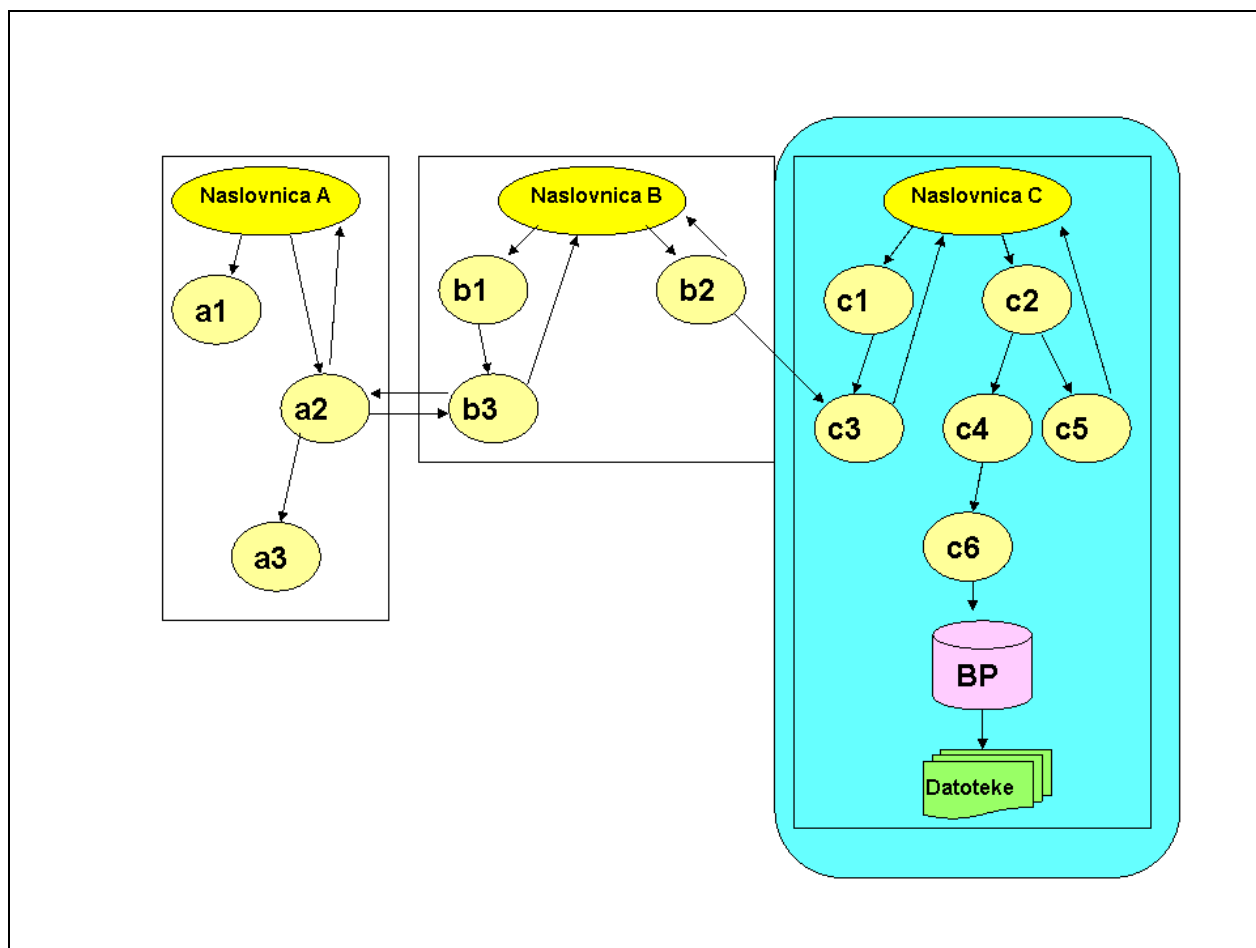 Naslovnica A
a1
a2
a3
Naslovnica B
b1
b2
b3
Naslovnica C
c1
c2
c3
c4
c5
c6
BP
Datoteke